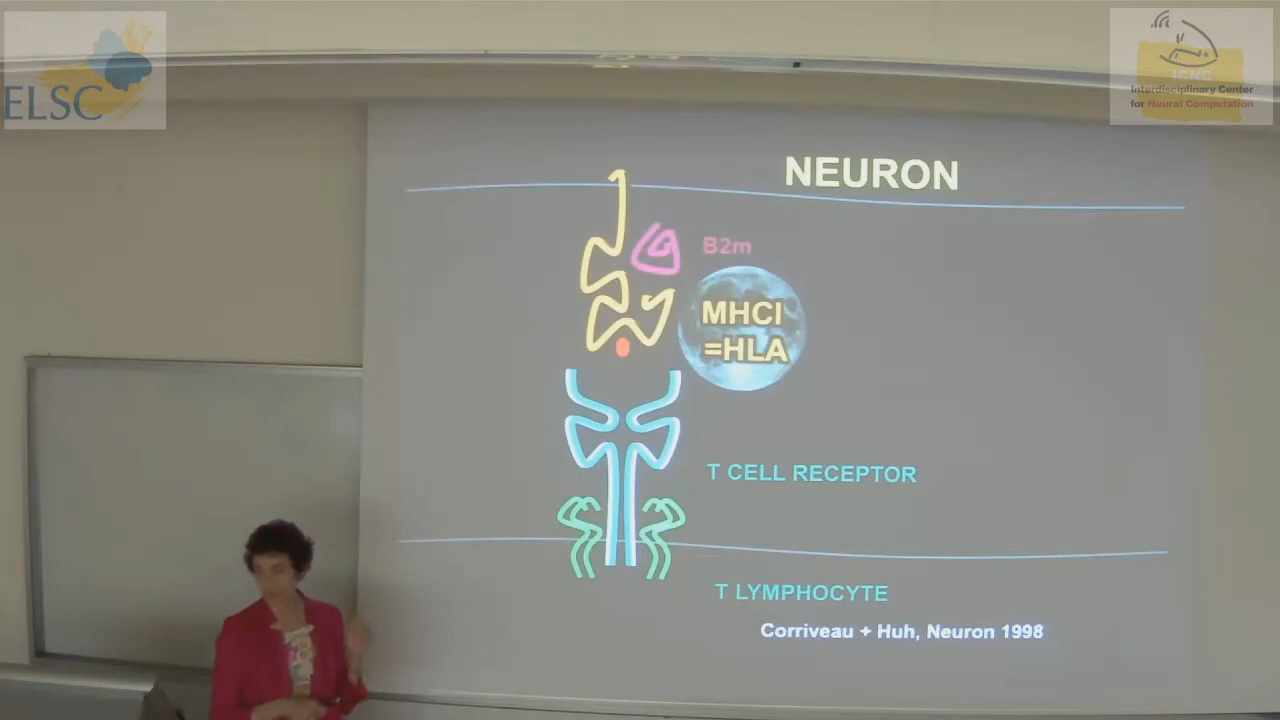 ELSC
ICNC
Interdisciplinary Center
for Neural Computation
NEURON
B2m
MHCI
=HLA
T CELL RECEPTOR
T LYMPHOCYTE
Corriveau + Huh, Neuron 1998